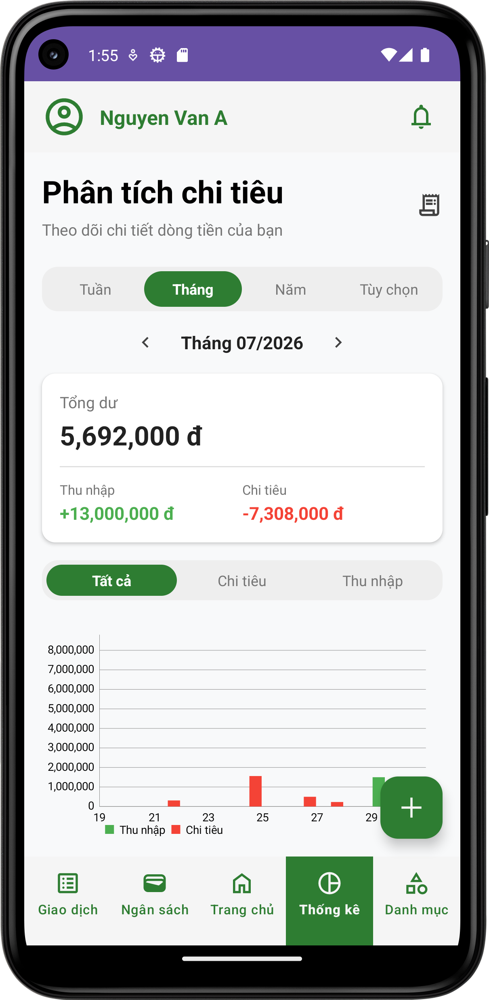 1:55
Nguyen Van A
Phân tích chi tiêu
Theo dõi chi tiết dòng tiền của bạn
Tuần Tháng Năm Tùy chọn
Tháng 07/2026
Tổng dư
5,692,000 đ
Thu nhập Chi tiêu
+13,000,000 đ -7,308,000 đ
Tất cả Chi tiêu Thu nhập
8,000,000
7,000,000
6,000,000
5,000,000
4,000,000
3,000,000
2,000,000
1,000,000
0
19 21 23 25 27 29
Thu nhập Chi tiêu
Giao dịch Ngân sách Trang chủ Thống kê Danh mục